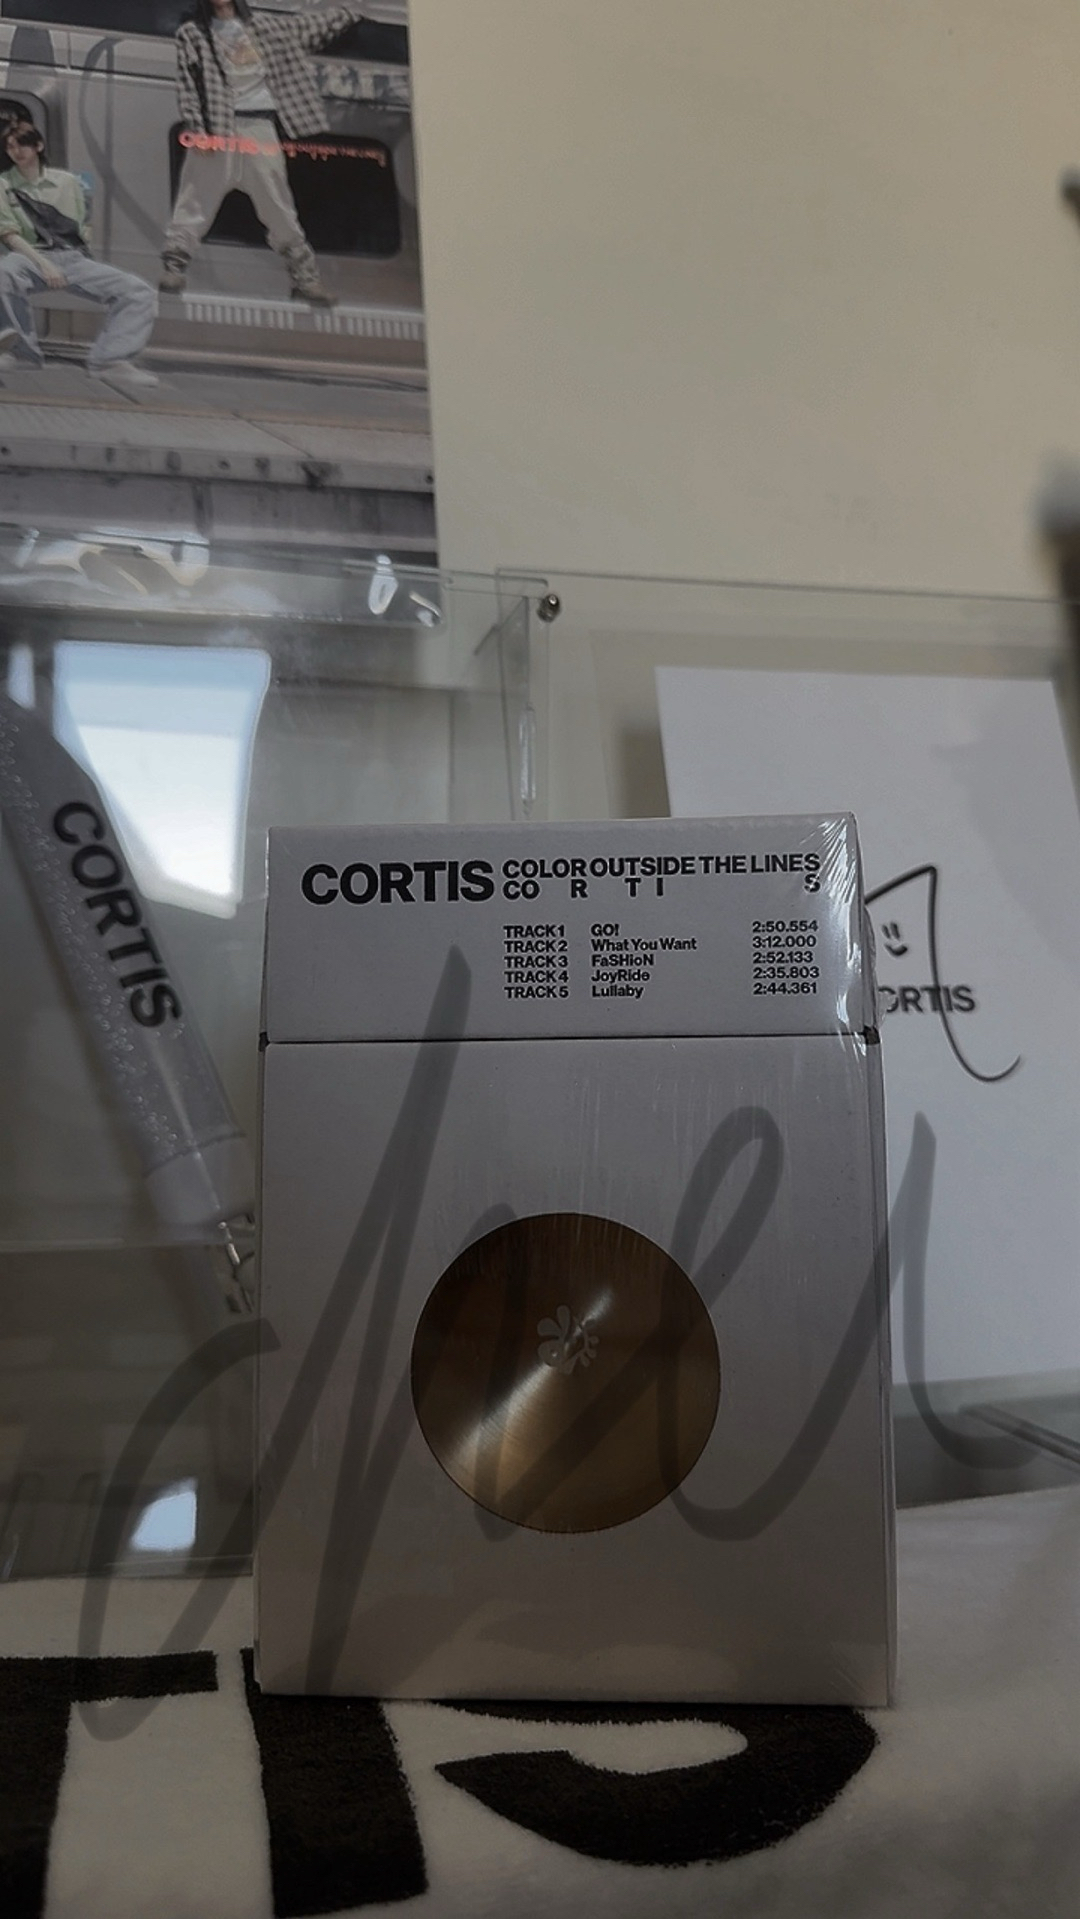 CORTIS
CORTIS
CORTIS COLOR OUTSIDE THE LINES
CO R T I S
TRACK 1 GO! 2:50.554
TRACK 2 What You Want 3:12.000
TRACK 3 FaSHioN 2:52.133
TRACK 4 JoyRide 2:35.803
TRACK 5 Lullaby 2:44.361
ORTIS